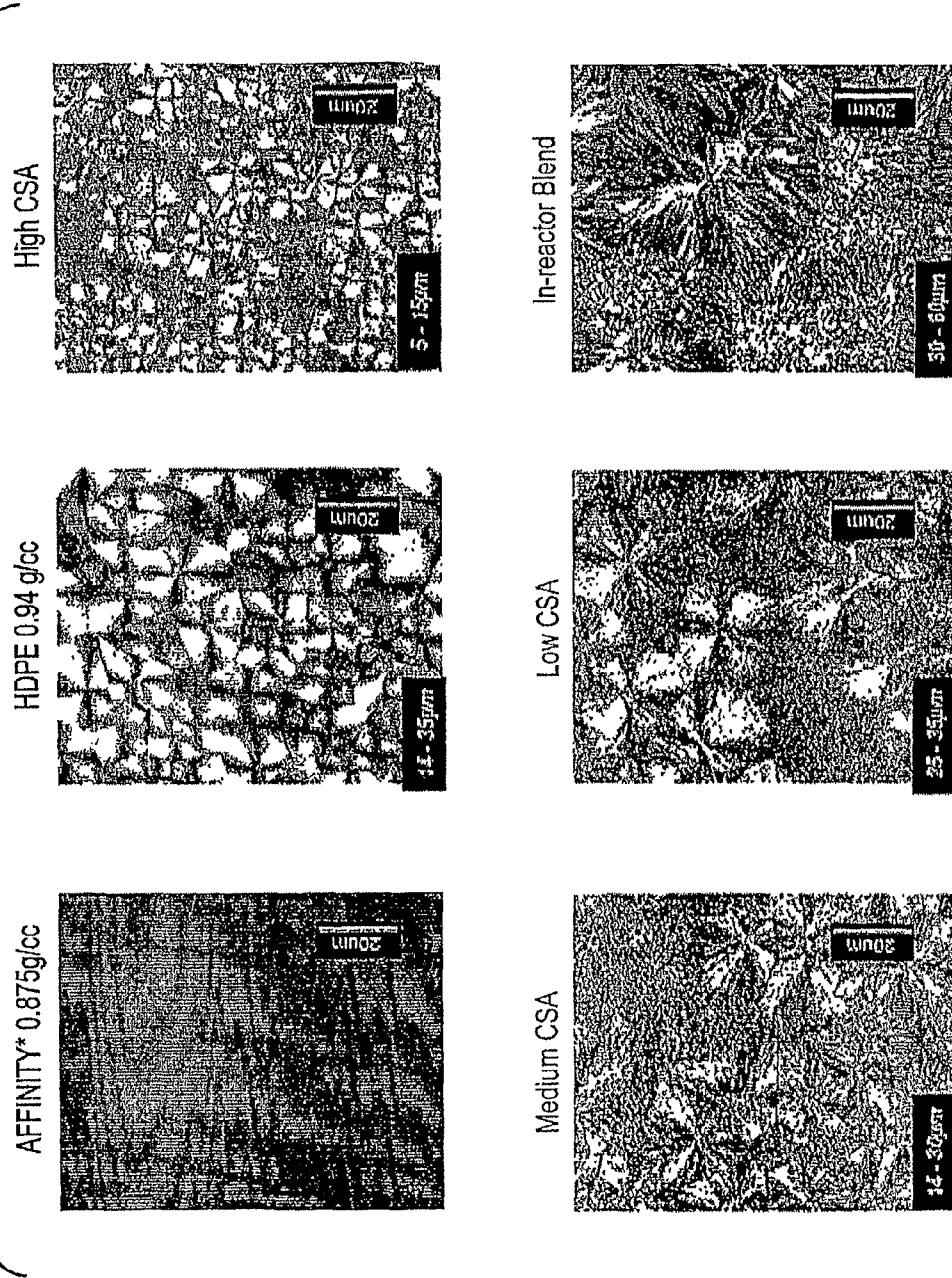 AFFINITY* 0.875g/cc
20um
HDPE 0.94 g/cc
20um
- 35µm
High CSA
20um
5 - 15µm
Medium CSA
20um
14 - 30µm
Low CSA
20um
25 - 35µm
In-reactor Blend
20um
30 - 60µm